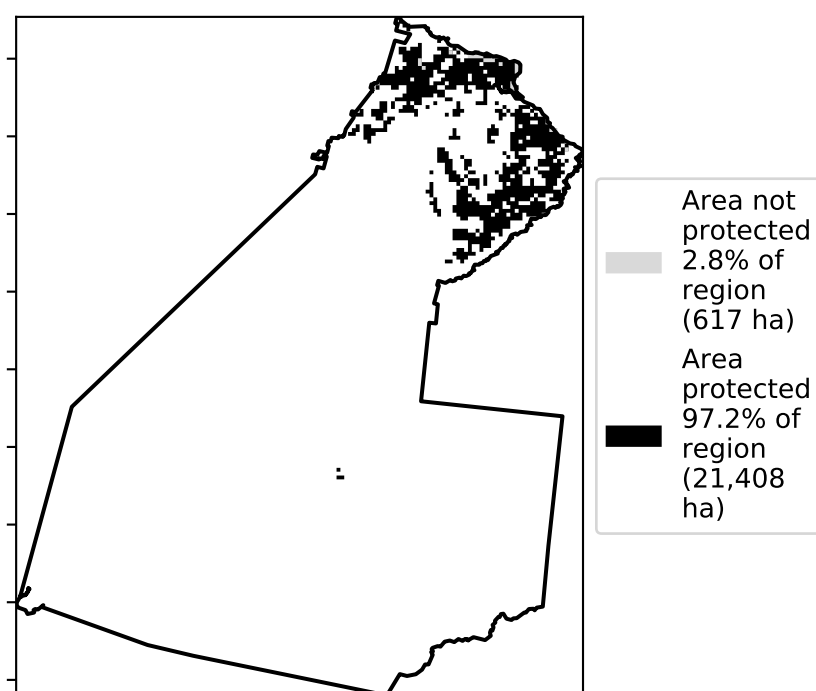 Area not
protected
2.8% of
region
(617 ha)
Area
protected
97.2% of
region
(21,408
ha)